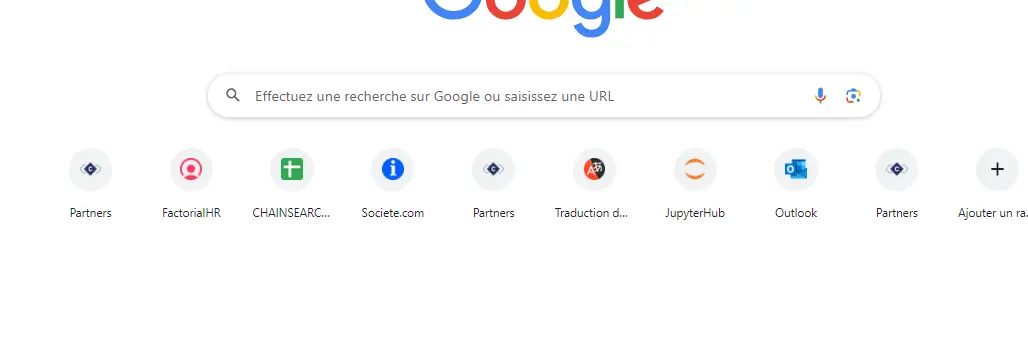 Google
Effectuez une recherche sur Google ou saisissez une URL
Partners
FactorialHR
CHAINSEARC...
Societe.com
Partners
Traduction d...
JupyterHub
Outlook
Partners
Ajouter un ra...